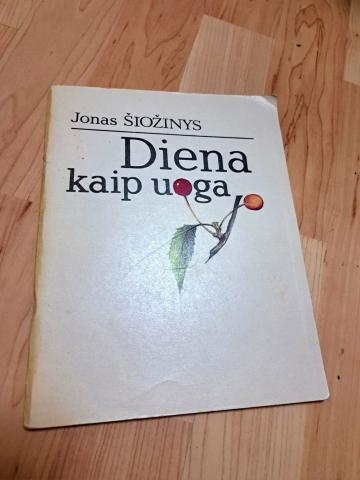 Jonas ŠIOŽINYS
Diena
kaip uoga